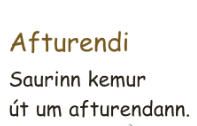 Afturendi
Saurinn kemur
út um afturendann.